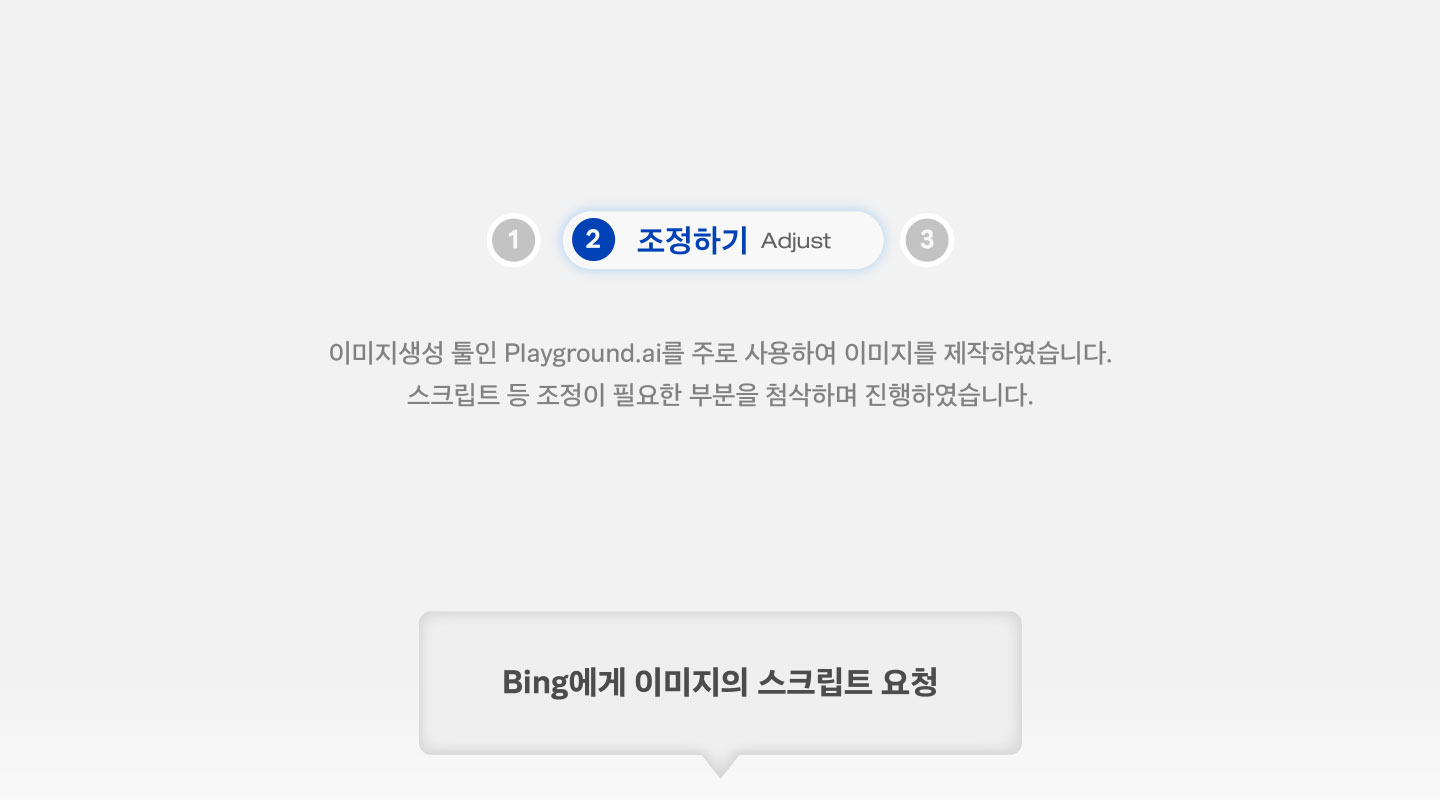 1 2 조정하기 Adjust 3
이미지생성 툴인 Playground.ai를 주로 사용하여 이미지를 제작하였습니다.
스크립트 등 조정이 필요한 부분을 첨삭하며 진행하였습니다.
Bing에게 이미지의 스크립트 요청